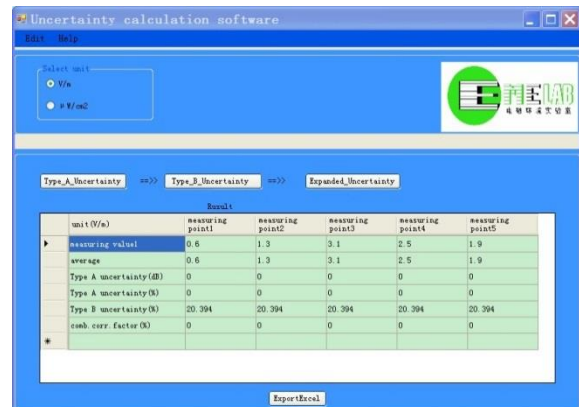 Uncertainty calculation software
Edit Help
Select unit
V/m
μW/cm2
EMELAB
Type_A_Uncertainty ==>> Type_B_Uncertainty ==>> Expanded_Uncertainty
Result
unit(V/m) measuring point1 measuring point2 measuring point3 measuring point4 measuring point5
measuring value1 0.6 1.3 3.1 2.5 1.9
average 0.6 1.3 3.1 2.5 1.9
Type A uncertainty(dB) 0 0 0 0 0
Type A uncertainty(%) 0 0 0 0 0
Type B uncertainty(%) 20.394 20.394 20.394 20.394 20.394
comb.corr.factor(%) 0 0 0 0 0
ExportExcel